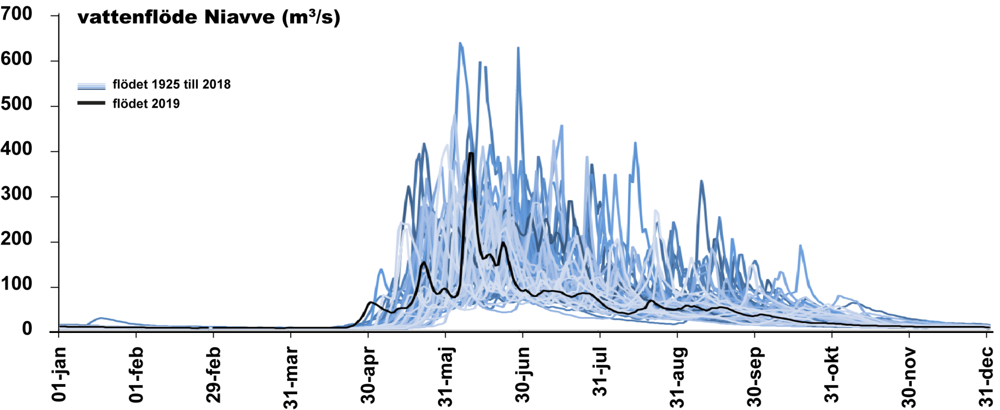 vattenflöde Niavve (m³/s)
flödet 1925 till 2018
flödet 2019
700
600
500
400
300
200
100
0
01-jan
01-feb
29-feb
31-mar
30-apr
31-maj
30-jun
31-jul
31-aug
30-sep
31-okt
30-nov
31-dec